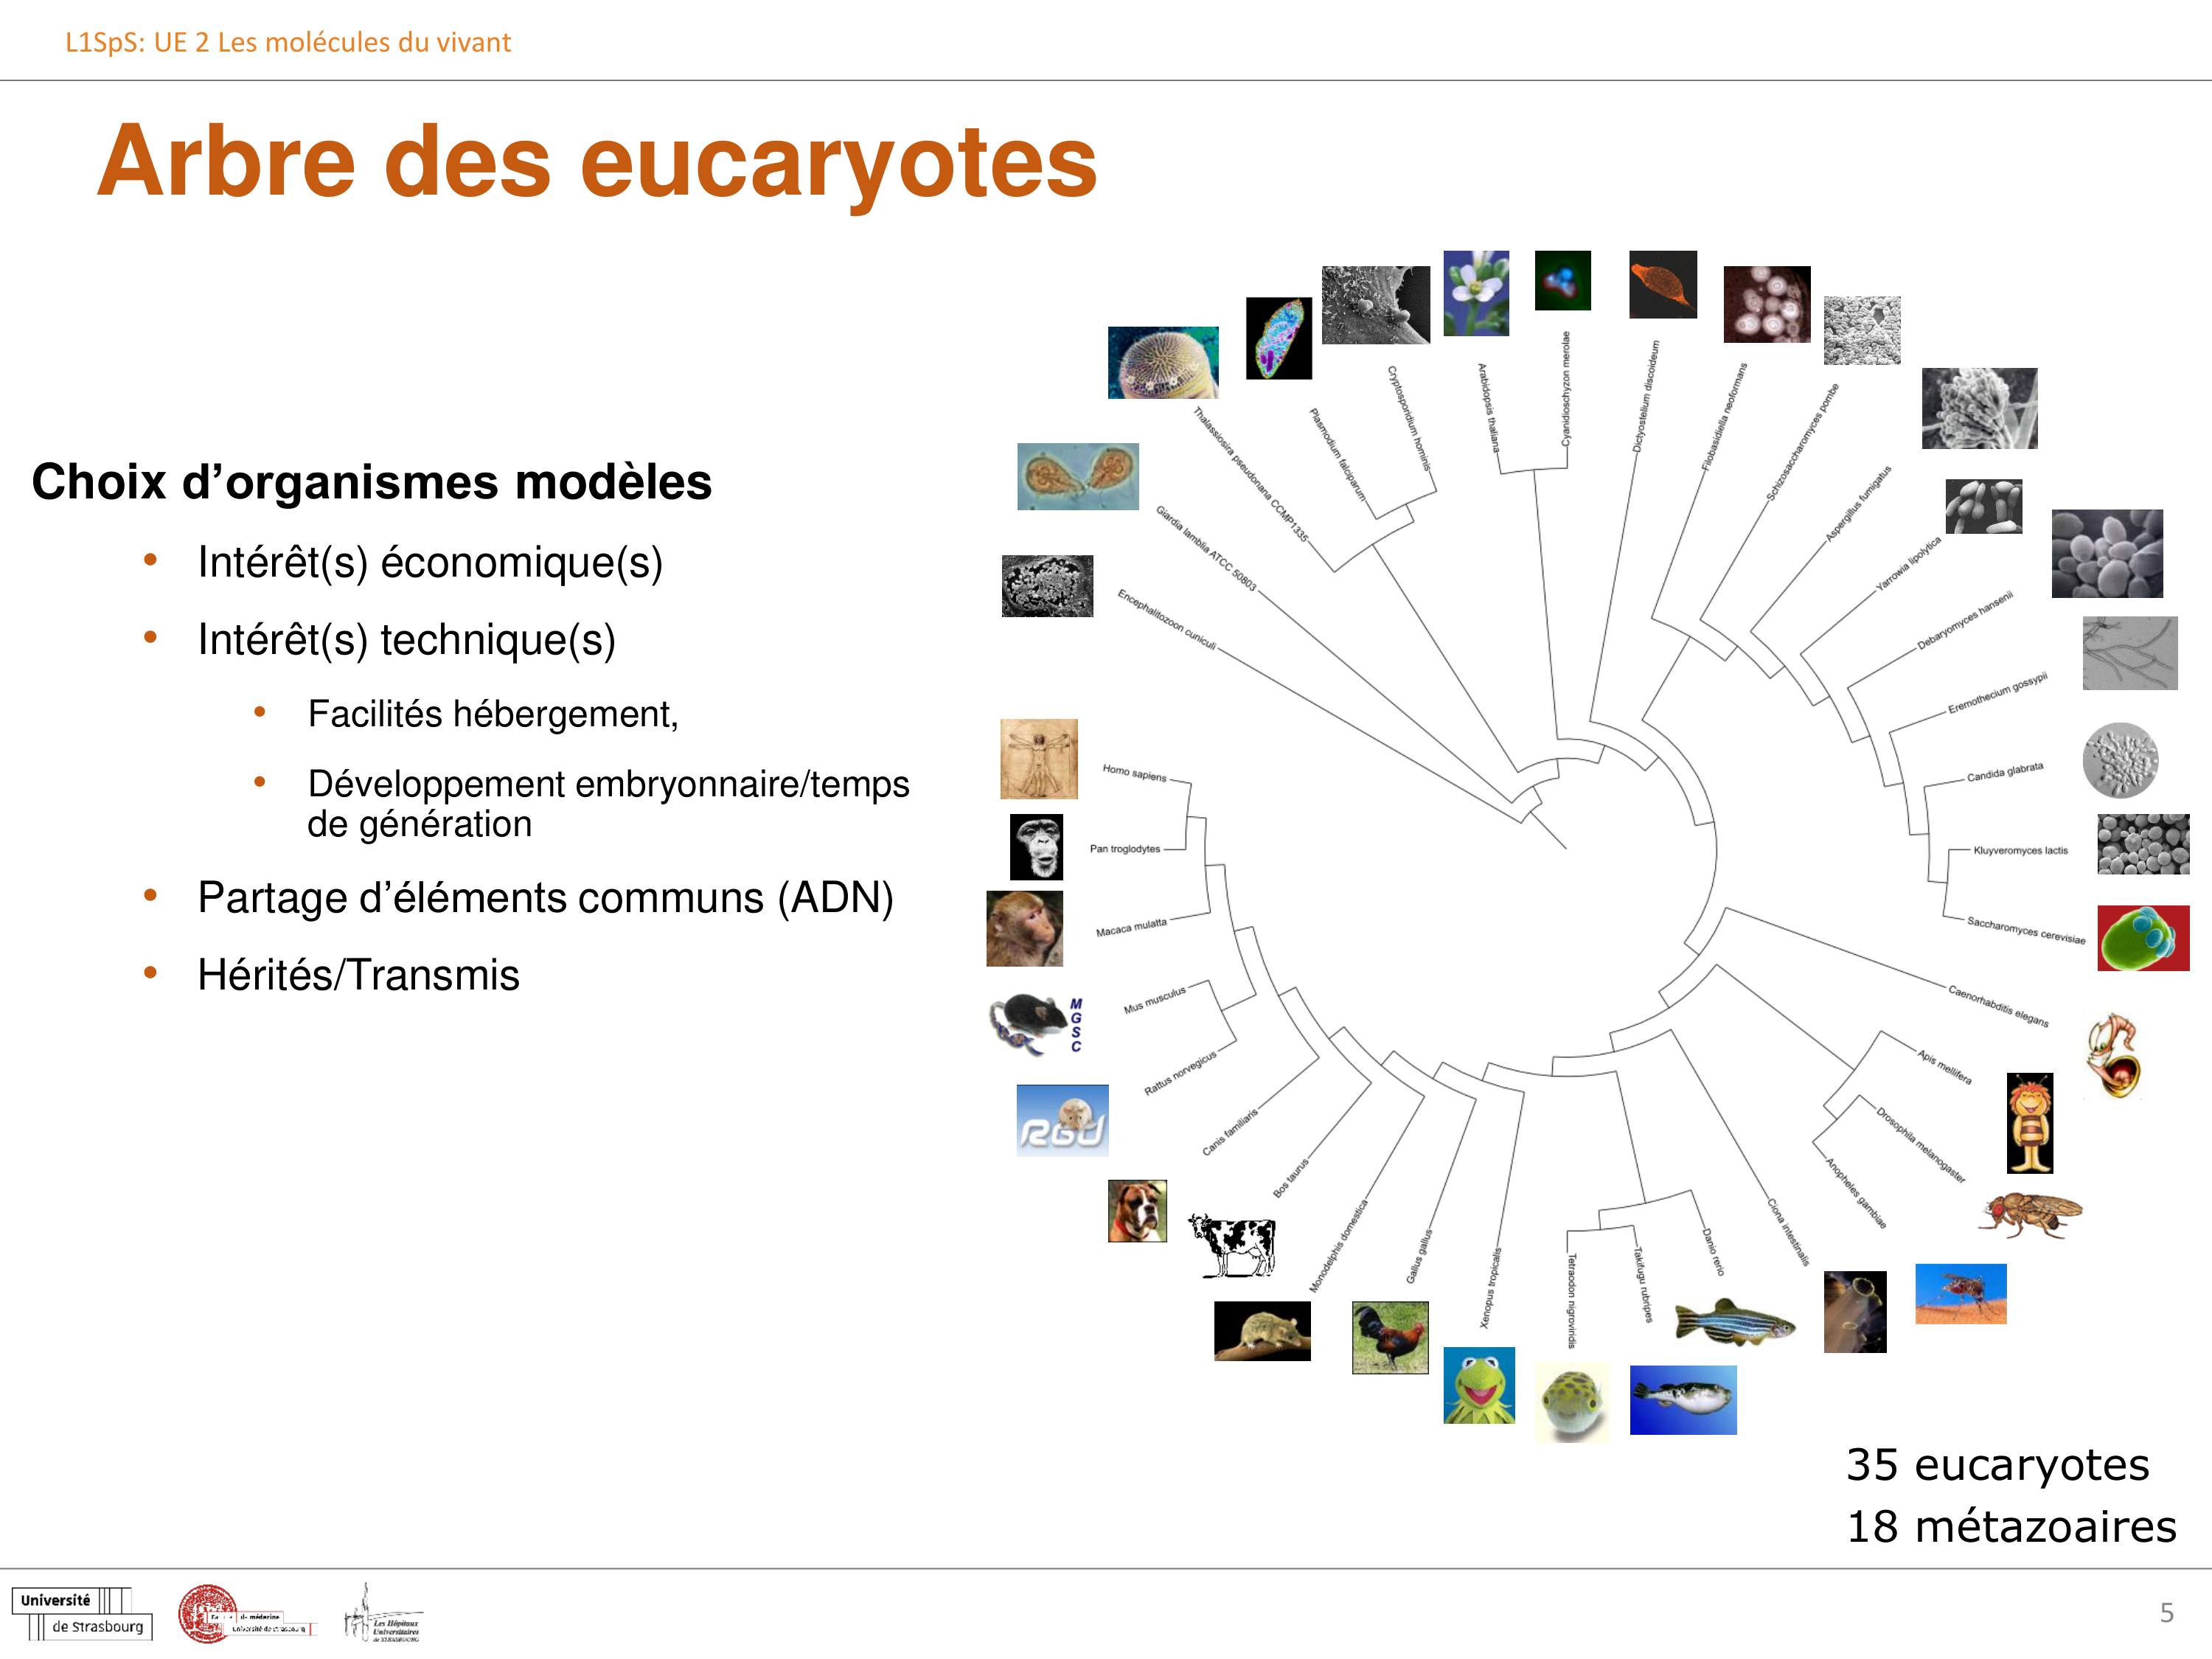 L1SpS: UE 2 Les molécules du vivant
Arbre des eucaryotes
Choix d’organismes modèles
• Intérêt(s) économique(s)
• Intérêt(s) technique(s)
• Facilités hébergement,
• Développement embryonnaire/temps
de génération
• Partage d’éléments communs (ADN)
• Hérités/Transmis
Encephalitozoon cuniculi
Giardia lamblia ATCC 50803
Thalassiosira pseudonana CCMP1335
Plasmodium falciparum
Cryptosporidium hominis
Arabidopsis thaliana
Cyanidioschyzon merolae
Dictyostelium discoideum
Filobasidiella neoformans
Schizosaccharomyces pombe
Aspergillus fumigatus
Yarrowia lipolytica
Debaryomyces hansenii
Eremothecium gossypii
Candida glabrata
Kluyveromyces lactis
Saccharomyces cerevisiae
Caenorhabditis elegans
Apis mellifera
Drosophila melanogaster
Anopheles gambiae
Ciona intestinalis
Danio rerio
Takifugu rubripes
Tetraodon nigroviridis
Xenopus tropicalis
Gallus gallus
Monodelphis domestica
Bos taurus
Canis familiaris
Rattus norvegicus
Mus musculus
Macaca mulatta
Pan troglodytes
Homo sapiens
M
G
S
C
RGD
35 eucaryotes
18 métazoaires
Université
de Strasbourg
de médecine
Université de Strasbourg
Les Hôpitaux
Universitaires
de STRASBOURG
5